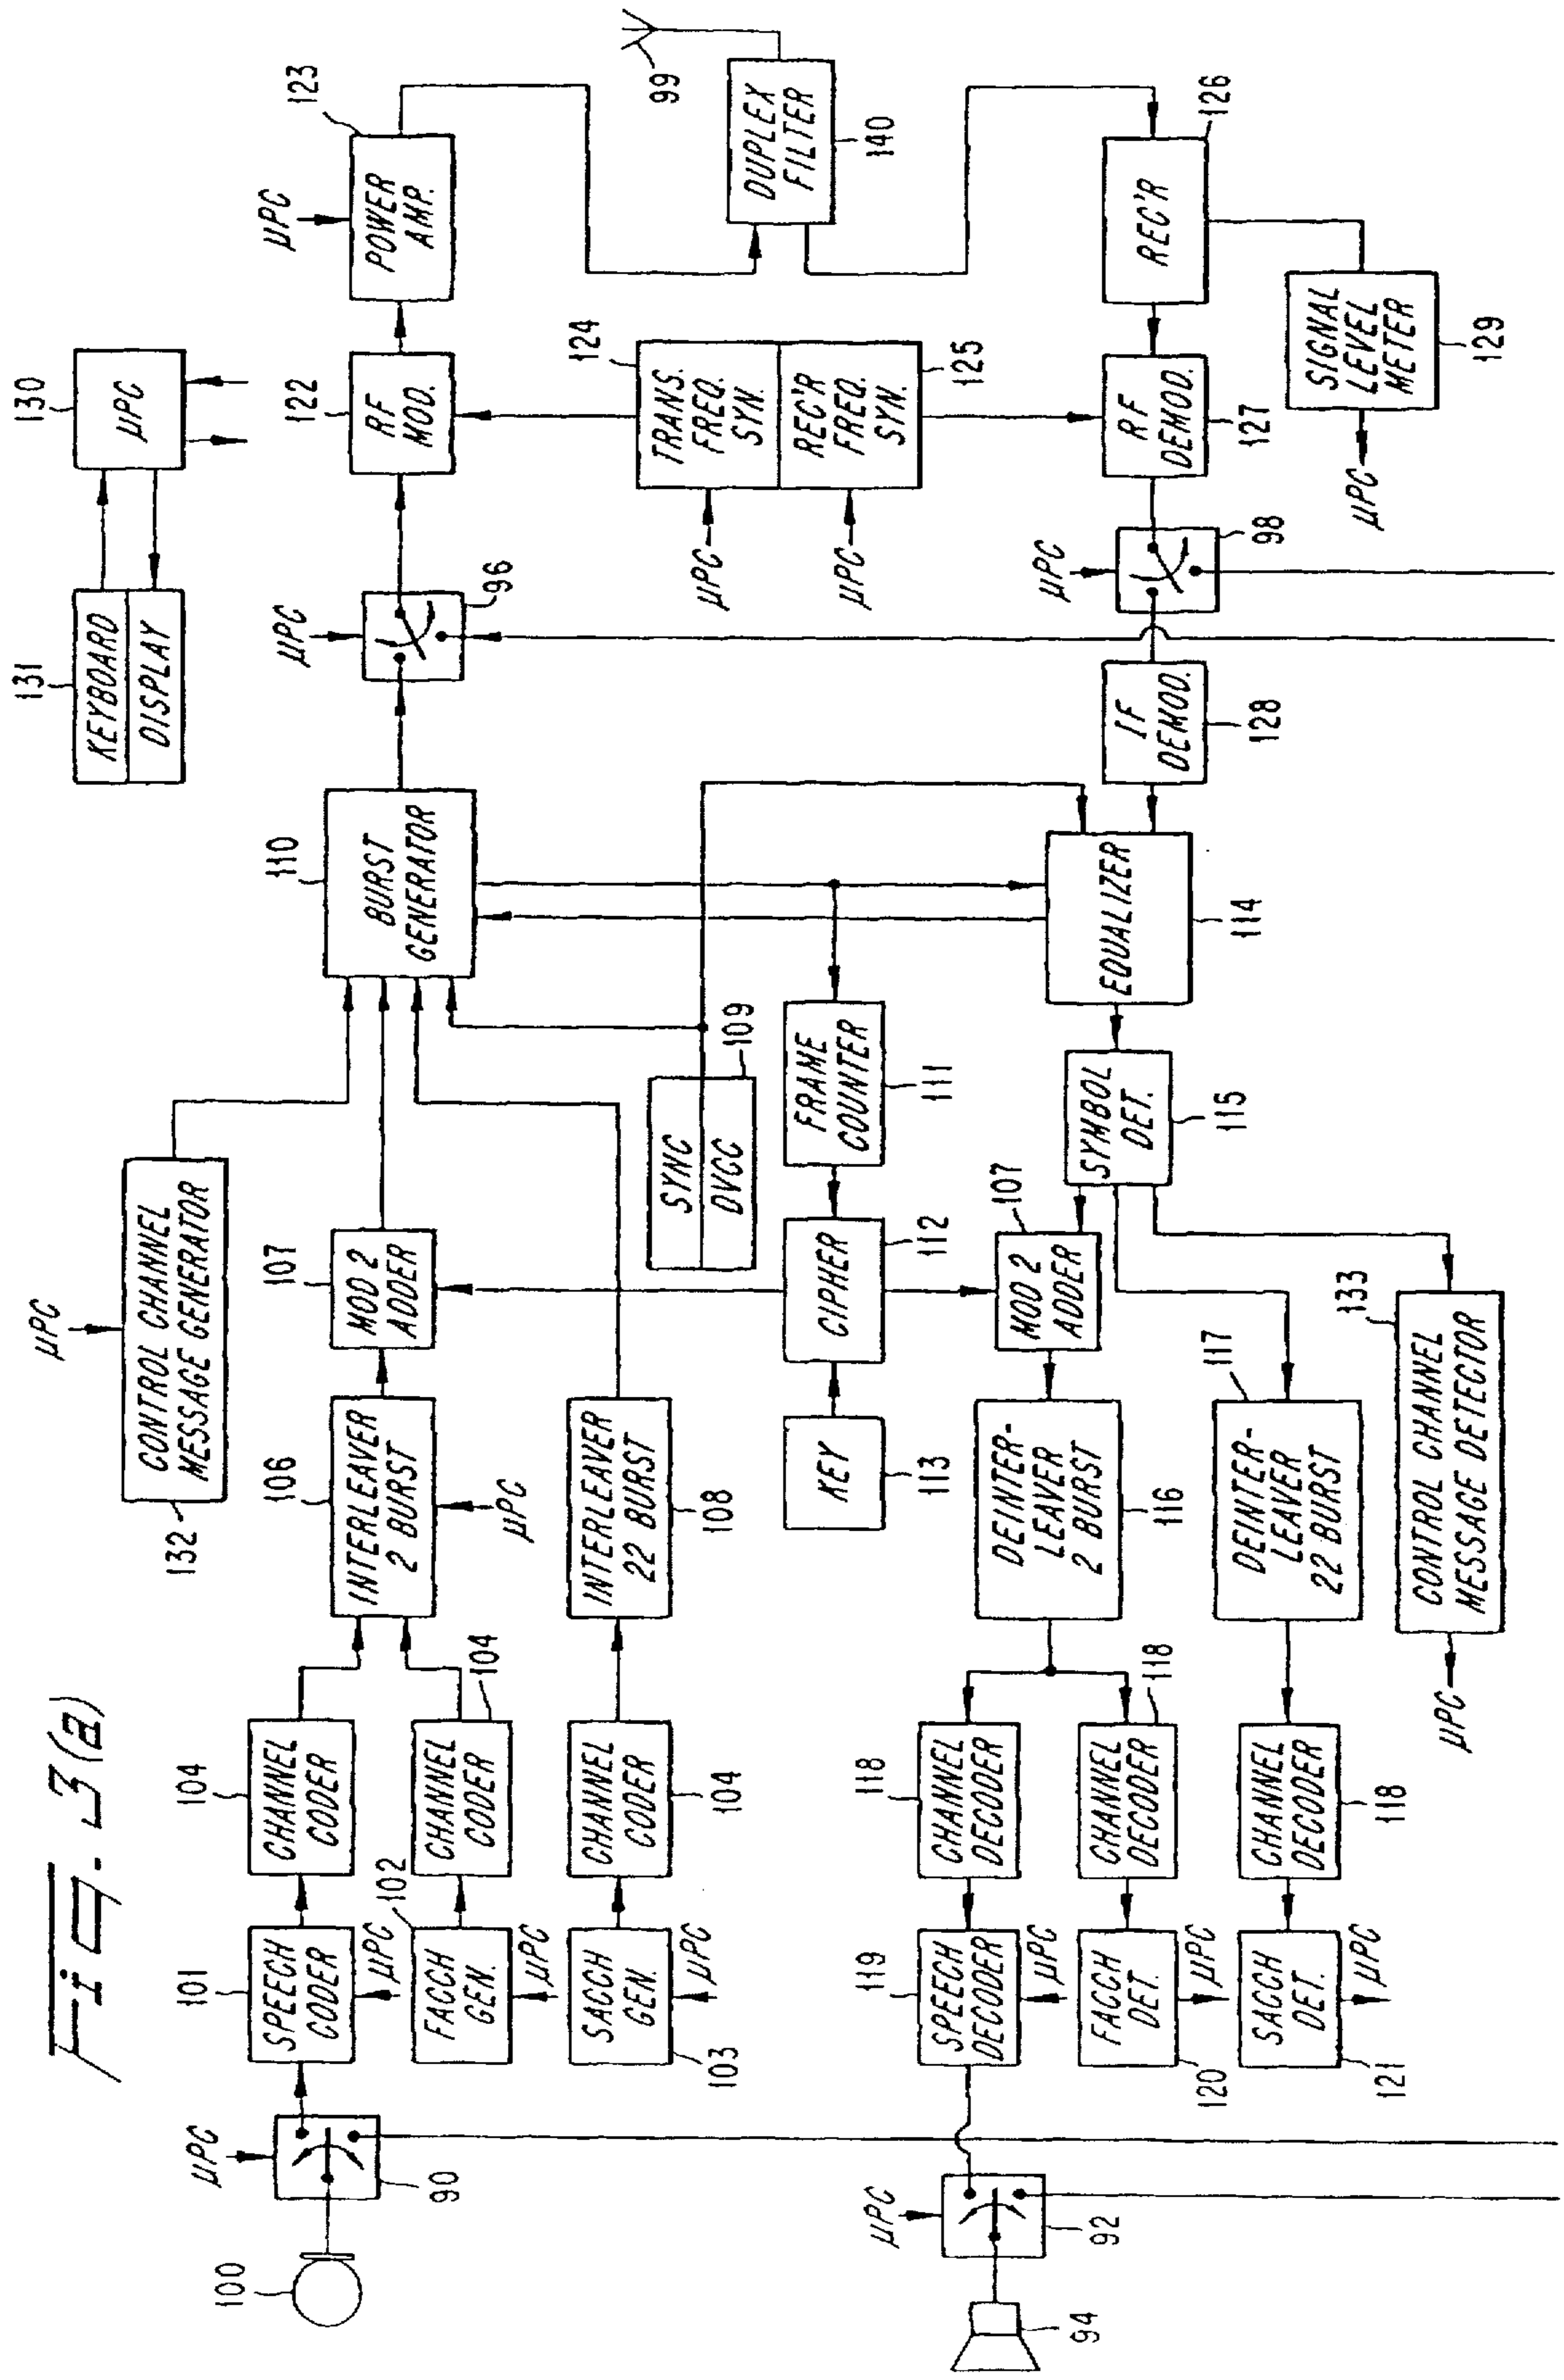 Fig. 3(a)
130
μPC
131
KEYBOARD
DISPLAY
μPC
CONTROL CHANNEL
MESSAGE GENERATOR
132
100
μPC
90
101
SPEECH
CODER
μPC
104
CHANNEL
CODER
106
INTERLEAVER
2 BURST
μPC
107
MOD 2
ADDER
110
BURST
GENERATOR
μPC
96
122
RF
MOD.
μPC
123
POWER
AMP.
102
FACCH
GEN.
μPC
CHANNEL
CODER
104
SACCH
GEN.
103
μPC
CHANNEL
CODER
104
INTERLEAVER
22 BURST
108
SYNC
DVCC
109
124
TRANS.
FREQ.
SYN.
REC'R
FREQ.
SYN.
125
μPC
μPC
99
DUPLEX
FILTER
140
KEY
113
CIPHER
112
FRAME
COUNTER
111
94
μPC
92
119
SPEECH
DECODER
μPC
118
CHANNEL
DECODER
DEINTER-
LEAVER
2 BURST
116
107
MOD 2
ADDER
SYMBOL
DET.
115
EQUALIZER
114
IF
DEMOD.
128
μPC
98
RF
DEMOD.
127
REC'R
126
FACCH
DET.
120
μPC
CHANNEL
DECODER
118
SACCH
DET.
121
μPC
CHANNEL
DECODER
118
117
DEINTER-
LEAVER
22 BURST
133
CONTROL CHANNEL
MESSAGE DETECTOR
μPC
SIGNAL
LEVEL
METER
129
μPC